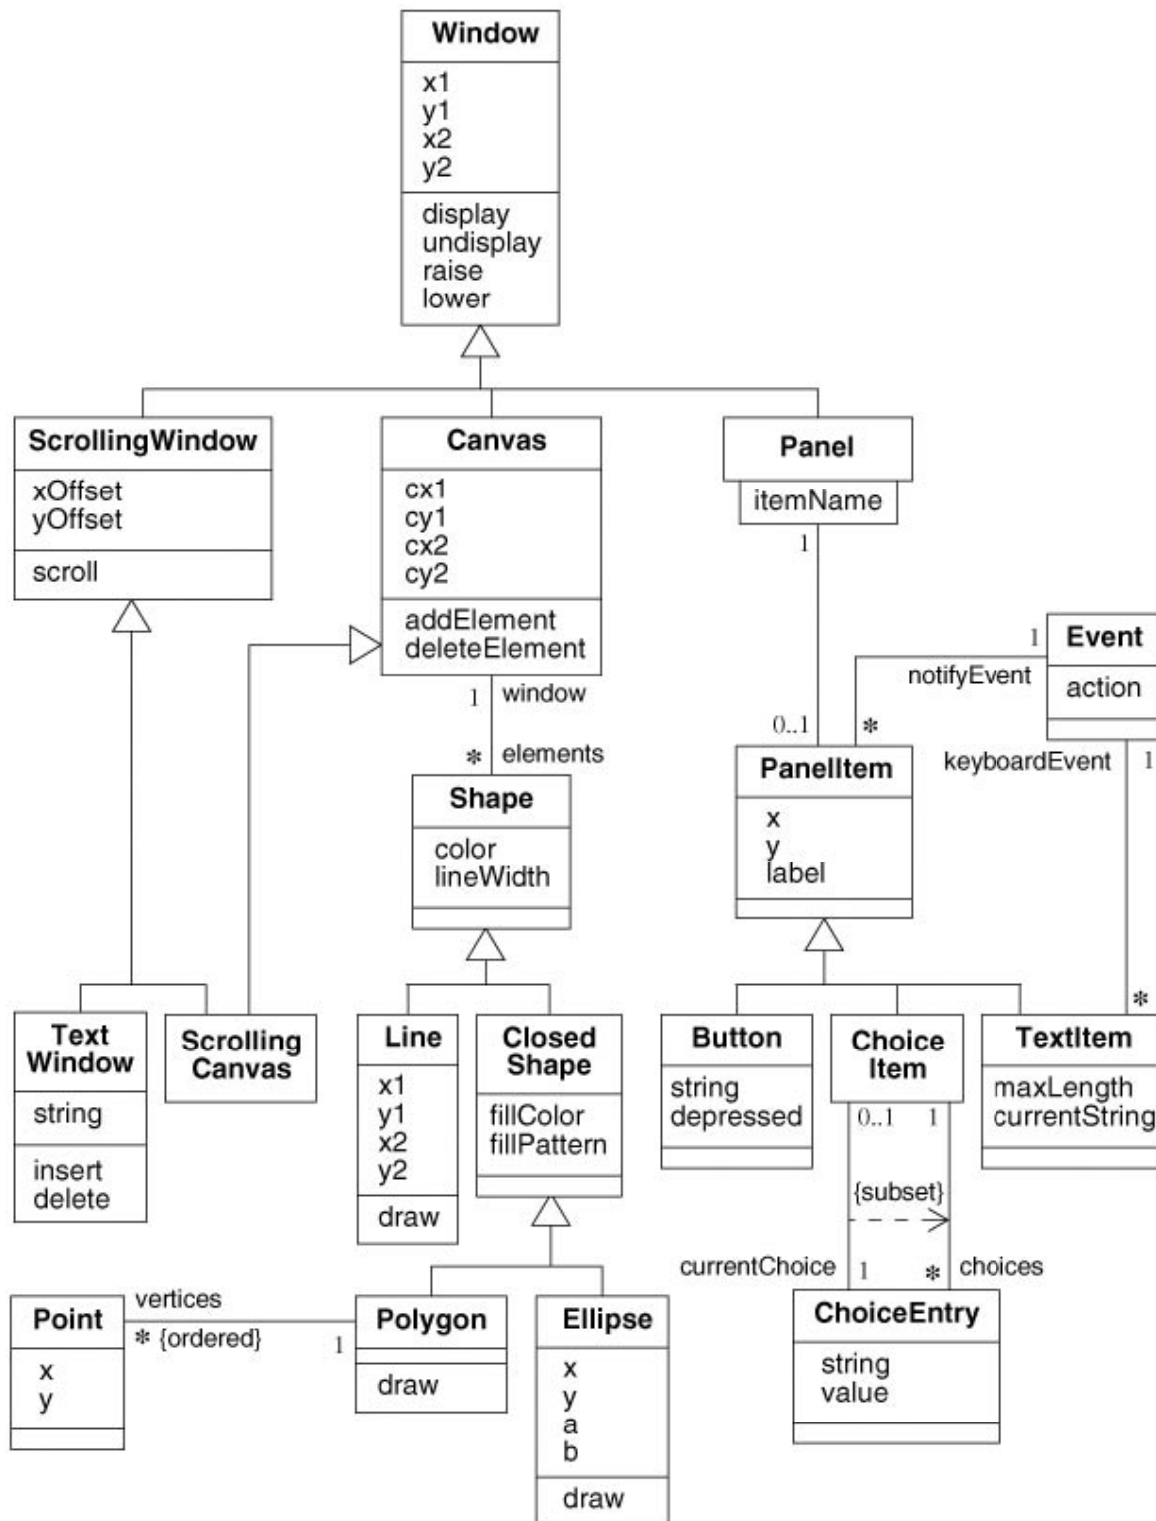 Window
x1
y1
x2
y2
display
undisplay
raise
lower
ScrollingWindow
xOffset
yOffset
scroll
Canvas
cx1
cy1
cx2
cy2
addElement
deleteElement
Panel
itemName
1
0..1
1
notifyEvent
*
Event
action
keyboardEvent
1
*
1
window
*
elements
Shape
color
lineWidth
PanelItem
x
y
label
Text
Window
string
insert
delete
Scrolling
Canvas
Line
x1
y1
x2
y2
draw
Closed
Shape
fillColor
fillPattern
Button
string
depressed
Choice
Item
TextItem
maxLength
currentString
0..1
1
{subset}
currentChoice
1
*
choices
Point
x
y
vertices
* {ordered}
1
Polygon
draw
Ellipse
x
y
a
b
draw
ChoiceEntry
string
value